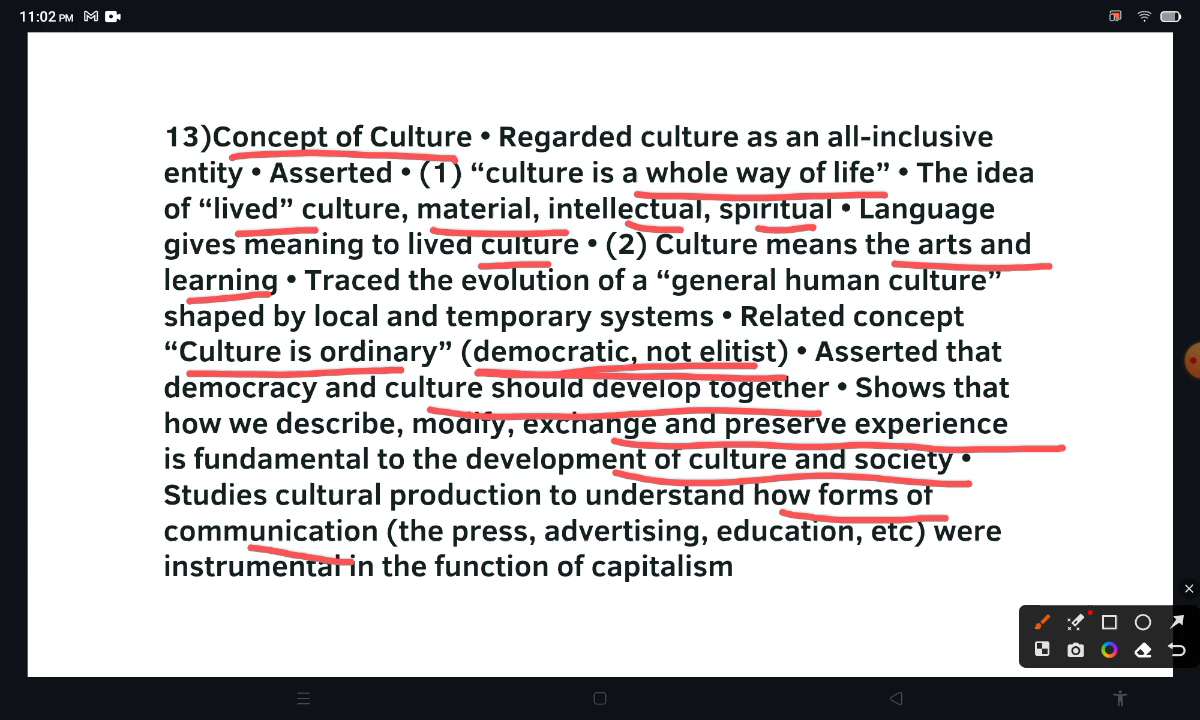 11:02 PM
13)Concept of Culture • Regarded culture as an all-inclusive
entity • Asserted • (1) “culture is a whole way of life” • The idea
of “lived” culture, material, intellectual, spiritual • Language
gives meaning to lived culture • (2) Culture means the arts and
learning • Traced the evolution of a “general human culture”
shaped by local and temporary systems • Related concept
“Culture is ordinary” (democratic, not elitist) • Asserted that
democracy and culture should develop together • Shows that
how we describe, modify, exchange and preserve experience
is fundamental to the development of culture and society •
Studies cultural production to understand how forms of
communication (the press, advertising, education, etc) were
instrumental in the function of capitalism